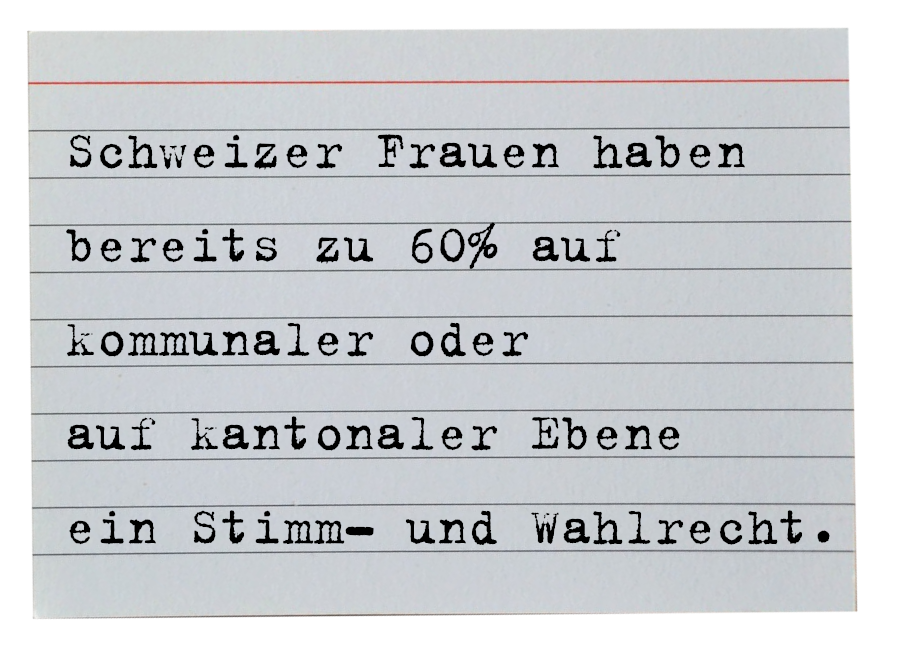 Schweizer Frauen haben
bereits zu 60% auf
kommunaler oder
auf kantonaler Ebene
ein Stimm- und Wahlrecht.